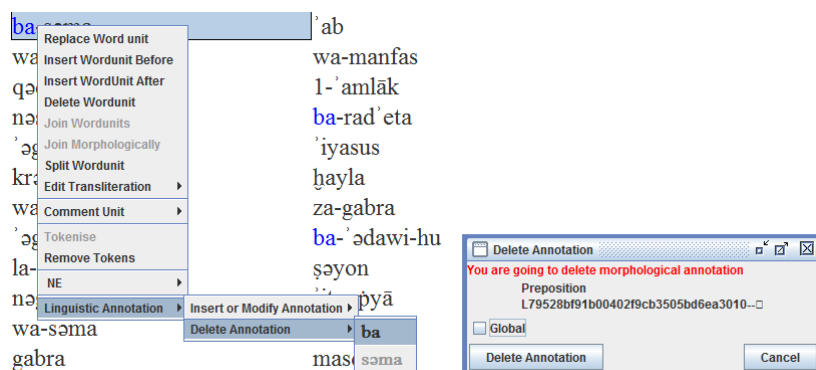 ba-səma
wa
la-
wa-səma
gabra
Replace Word unit
Insert Wordunit Before
Insert WordUnit After
Delete Wordunit
Join Wordunits
Join Morphologically
Split Wordunit
Edit Transliteration
Comment Unit
Tokenise
Remove Tokens
NE
Linguistic Annotation
Insert or Modify Annotation
Delete Annotation
ba
səma
ʾab
wa-manfas
1-ʾamlāk
ba-radʾeta
ʾiyasus
ḫayla
za-gabra
ba-ʾədawi-hu
ṣəyon
Delete Annotation
You are going to delete morphological annotation
Preposition
L79528bf91b00402f9cb3505bd6ea3010--□
Global
Delete Annotation
Cancel